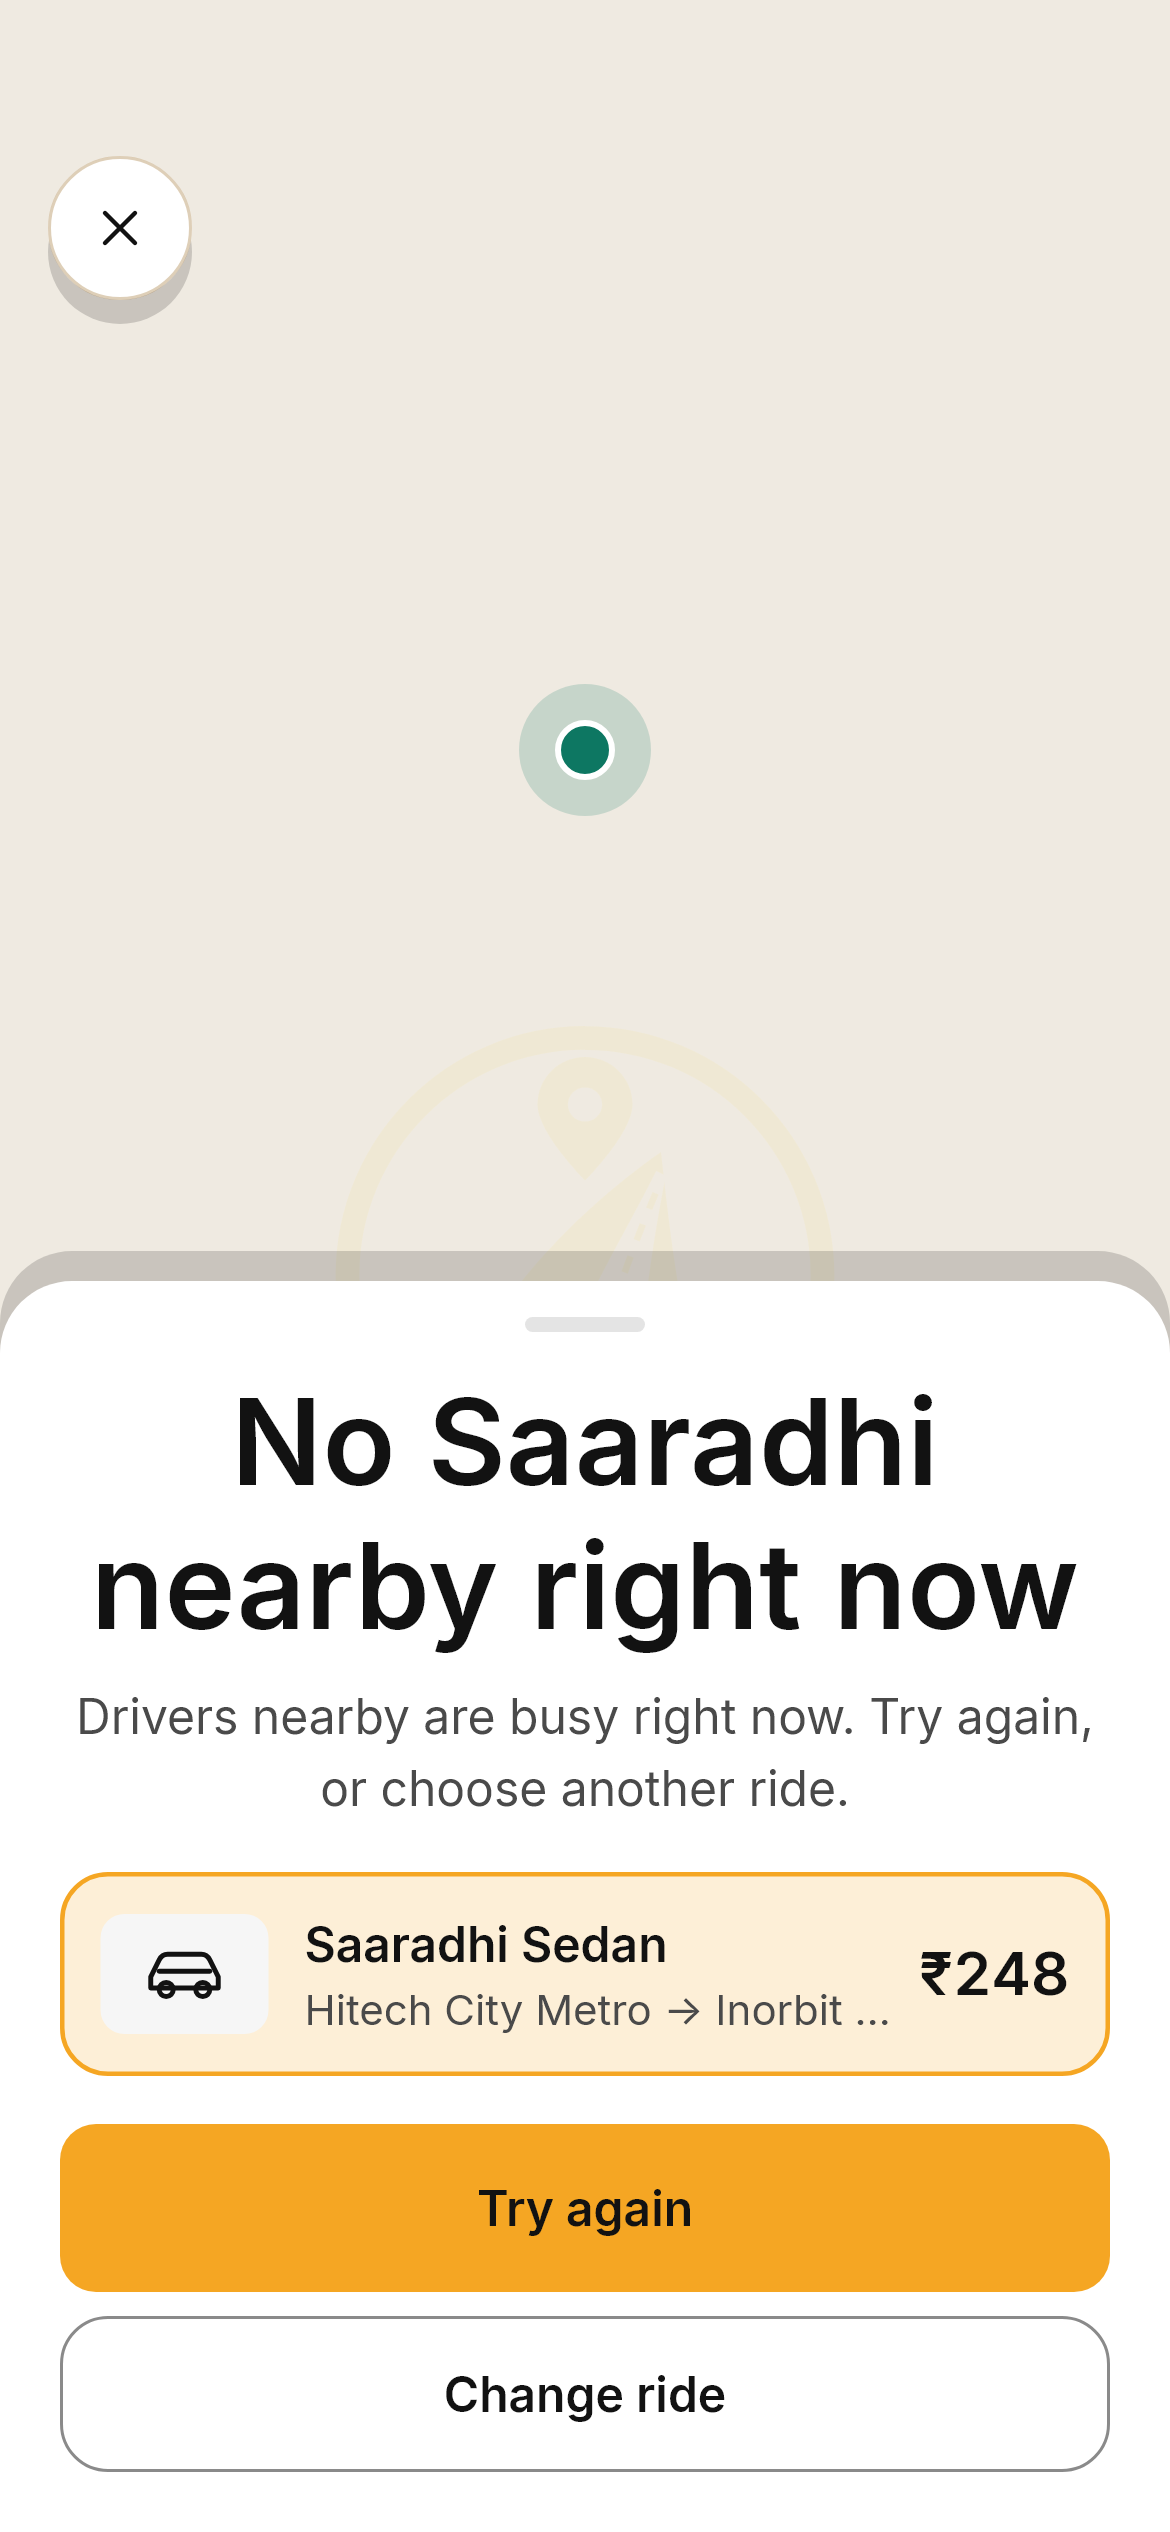 No Saaradhi
nearby right now
Drivers nearby are busy right now. Try again,
or choose another ride.
Saaradhi Sedan
Hitech City Metro → Inorbit ...
₹248
Try again
Change ride